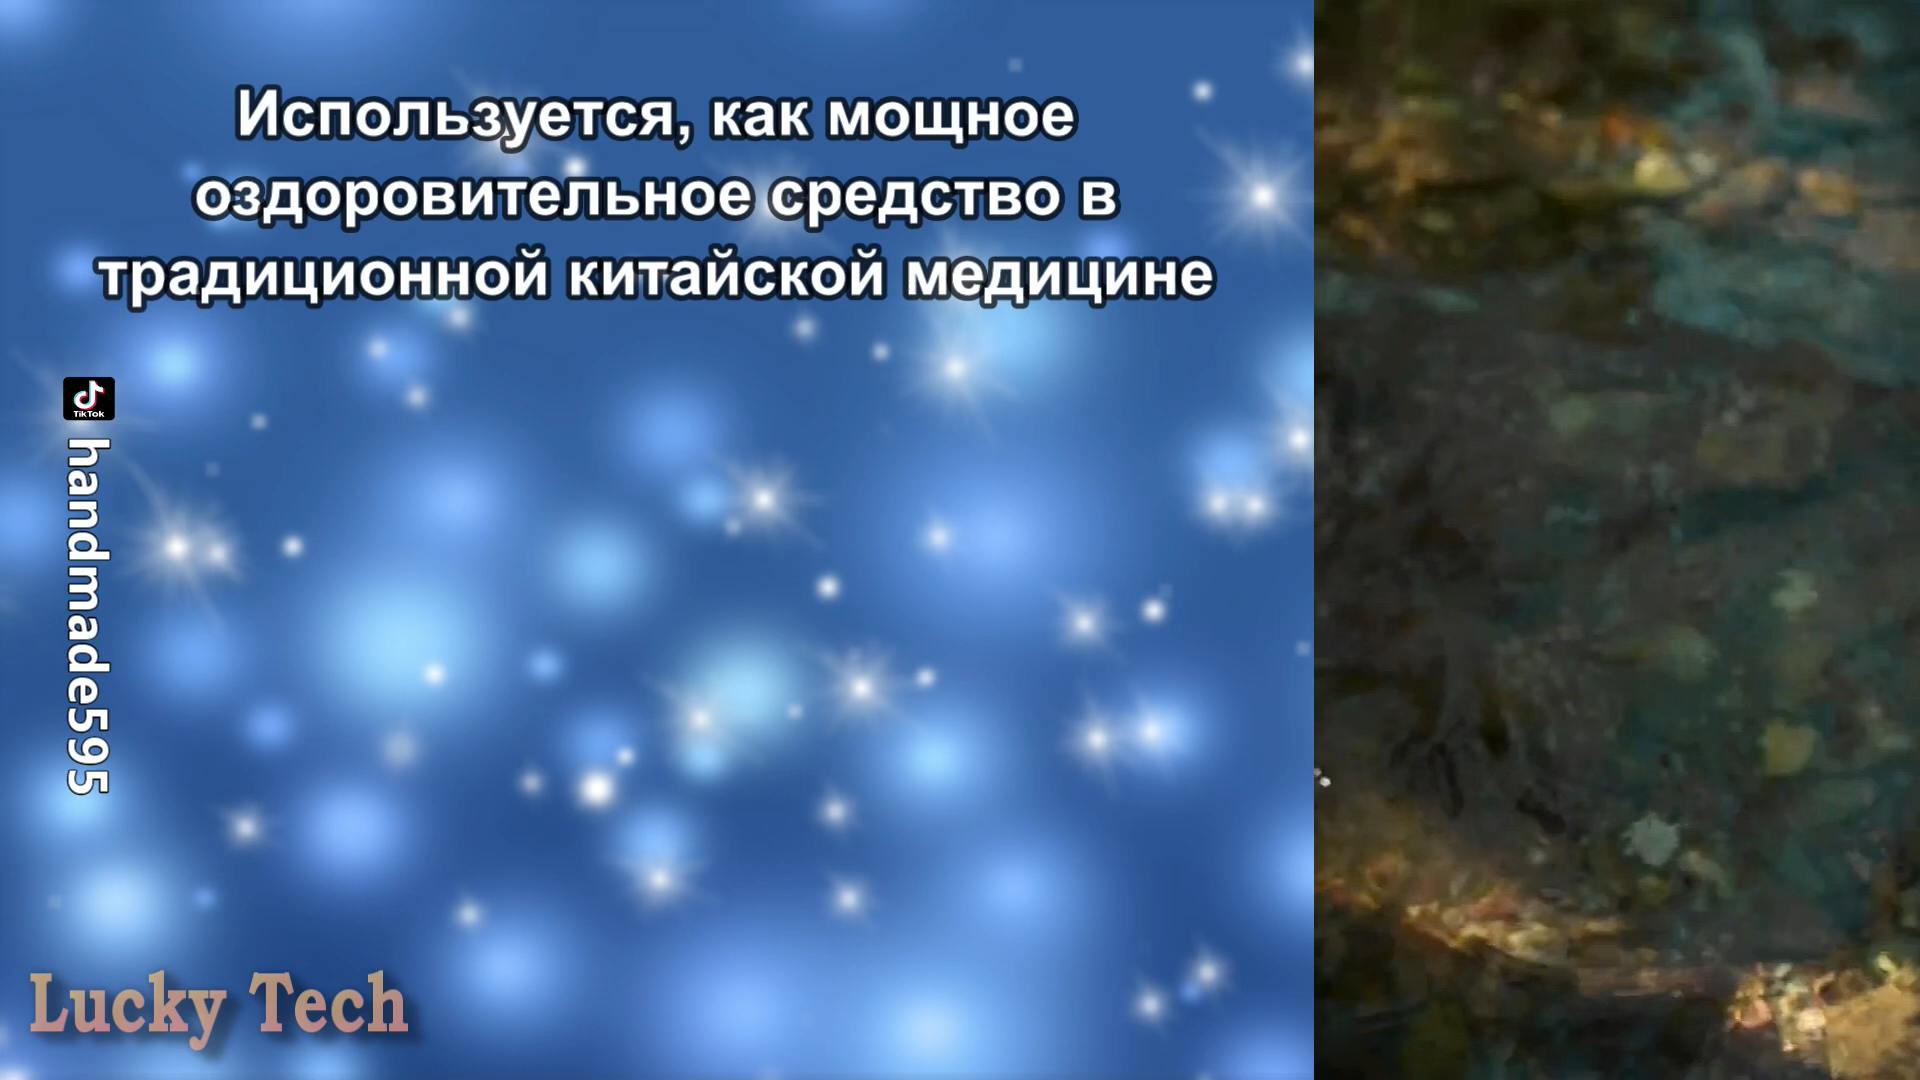 Используется, как мощное
оздоровительное средство в
традиционной китайской медицине
TikTok
handmade595
Lucky Tech